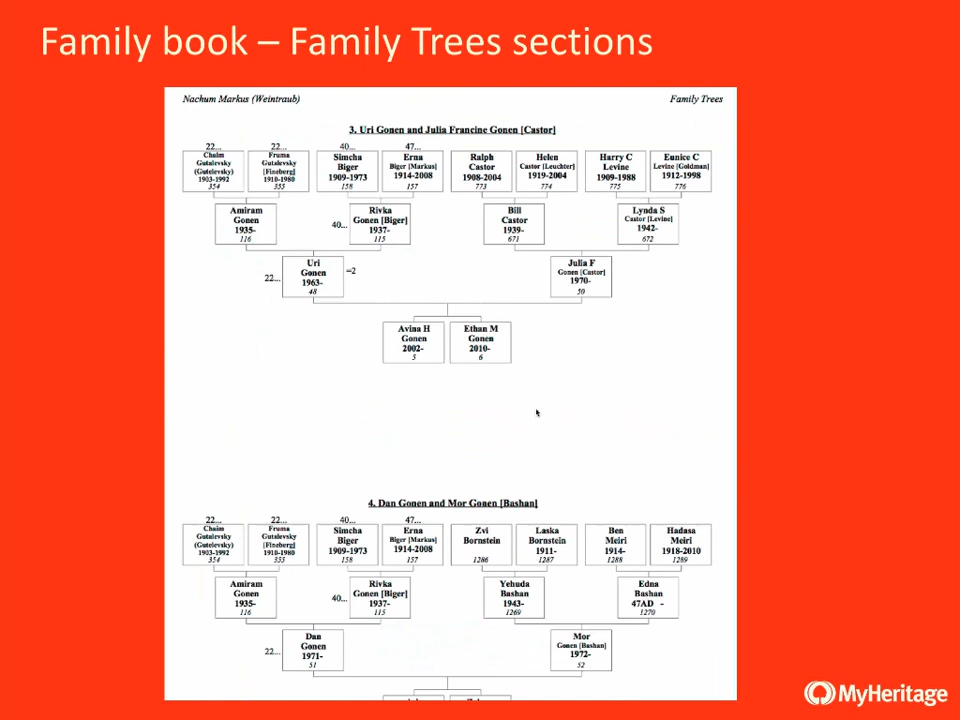 Family book – Family Trees sections
Nachum Markus (Weintraub) Family Trees
3. Uri Gonen and Julia Francine Gonen [Castor]
22... 22... 40... 47...
Chaim
Gutalevsky
(Gutelevsky)
1903-1992
354
Fruma
Gutalevsky
[Fineberg]
1910-1980
355
Simcha
Biger
1909-1973
158
Erna
Biger [Markus]
1914-2008
157
Ralph
Castor
1908-2004
773
Helen
Castor [Leuchter]
1919-2004
774
Harry C
Levine
1909-1988
775
Eunice C
Levine [Goldman]
1912-1998
776
Amiram
Gonen
1935-
116
40...
Rivka
Gonen [Biger]
1937-
115
Bill
Castor
1939-
671
Lynda S
Castor [Levine]
1942-
672
22...
Uri
Gonen
1963-
48
=2
Julia F
Gonen [Castor]
1970-
50
Avina H
Gonen
2002-
5
Ethan M
Gonen
2010-
6
4. Dan Gonen and Mor Gonen [Bashan]
22... 22... 40... 47...
Chaim
Gutalevsky
(Gutelevsky)
1903-1992
354
Fruma
Gutalevsky
[Fineberg]
1910-1980
355
Simcha
Biger
1909-1973
158
Erna
Biger [Markus]
1914-2008
157
Zvi
Bornstein
1286
Laska
Bornstein
1911-
1287
Ben
Meiri
1914-
1288
Hadasa
Meiri
1918-2010
1289
Amiram
Gonen
1935-
116
40...
Rivka
Gonen [Biger]
1937-
115
Yehuda
Bashan
1943-
1269
Edna
Bashan
47AD -
1270
22...
Dan
Gonen
1971-
51
Mor
Gonen [Bashan]
1972-
52
MyHeritage